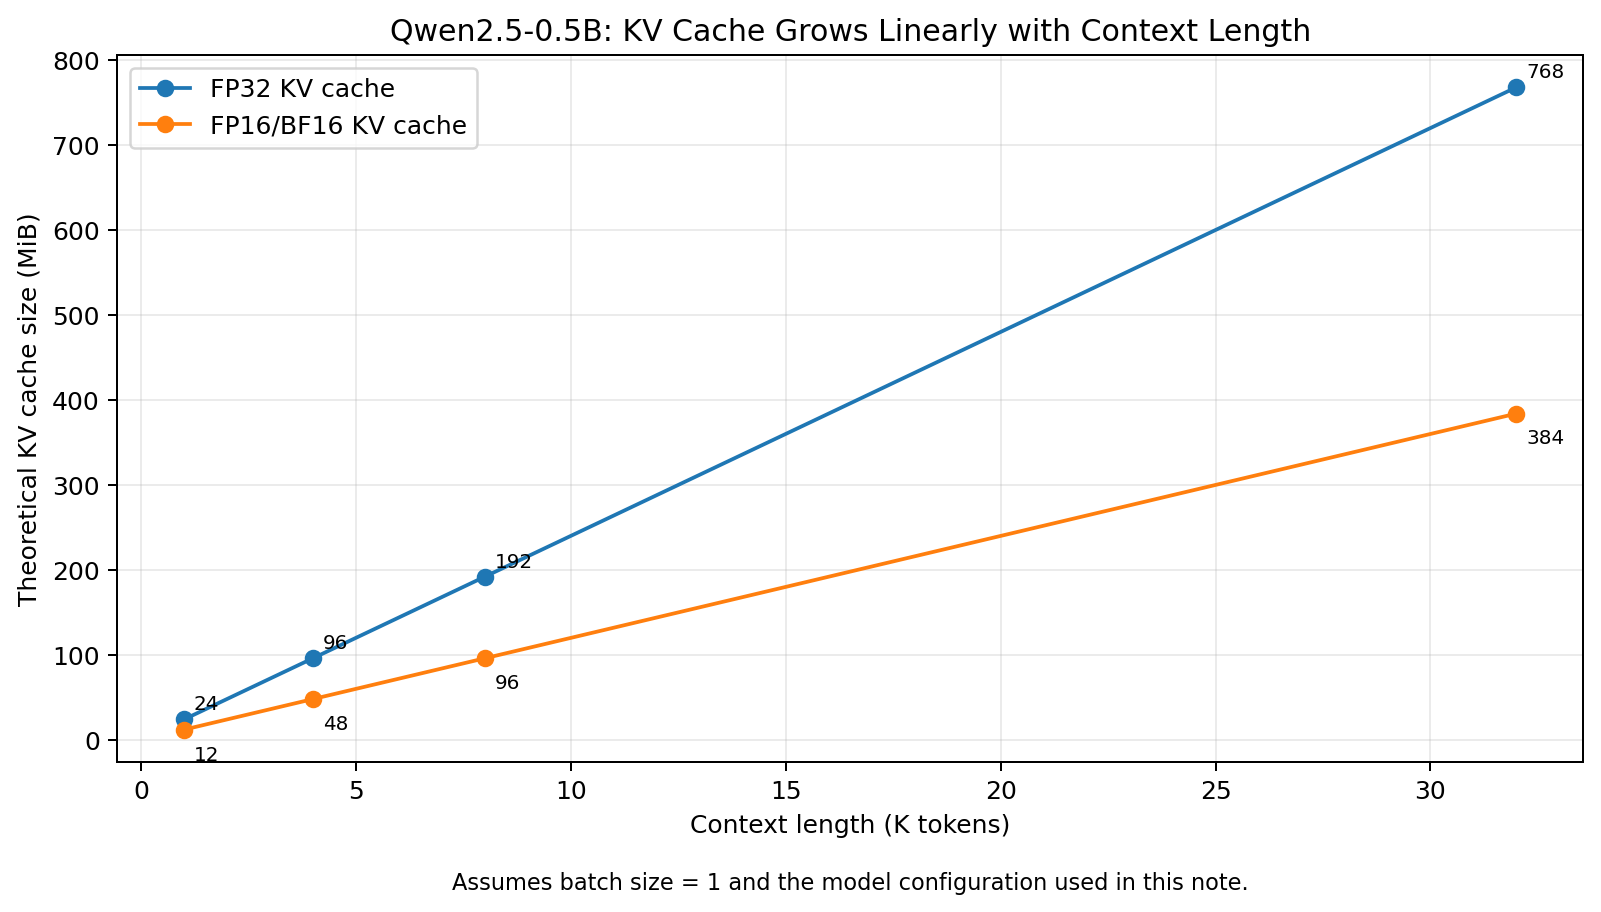 Qwen2.5-0.5B: KV Cache Grows Linearly with Context Length
FP32 KV cache
FP16/BF16 KV cache
Theoretical KV cache size (MiB)
800
700
600
500
400
300
200
100
0
768
384
192
96
96
48
24
12
0 5 10 15 20 25 30
Context length (K tokens)
Assumes batch size = 1 and the model configuration used in this note.